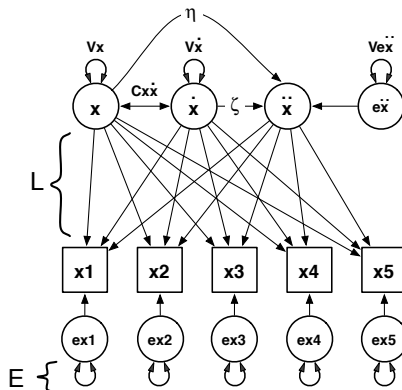 η
Vx Vẋ Veẍ
x Cxẋ ẋ ζ ẍ eẍ
L
x1 x2 x3 x4 x5
ex1 ex2 ex3 ex4 ex5
E